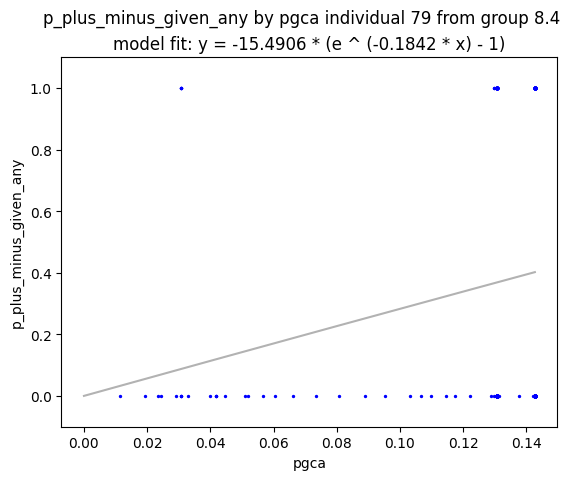 p_plus_minus_given_any by pgca individual 79 from group 8.4
model fit: y = -15.4906 * (e ^ (-0.1842 * x) - 1)
1.0
0.8
0.6
0.4
0.2
0.0
p_plus_minus_given_any
0.00 0.02 0.04 0.06 0.08 0.10 0.12 0.14
pgca